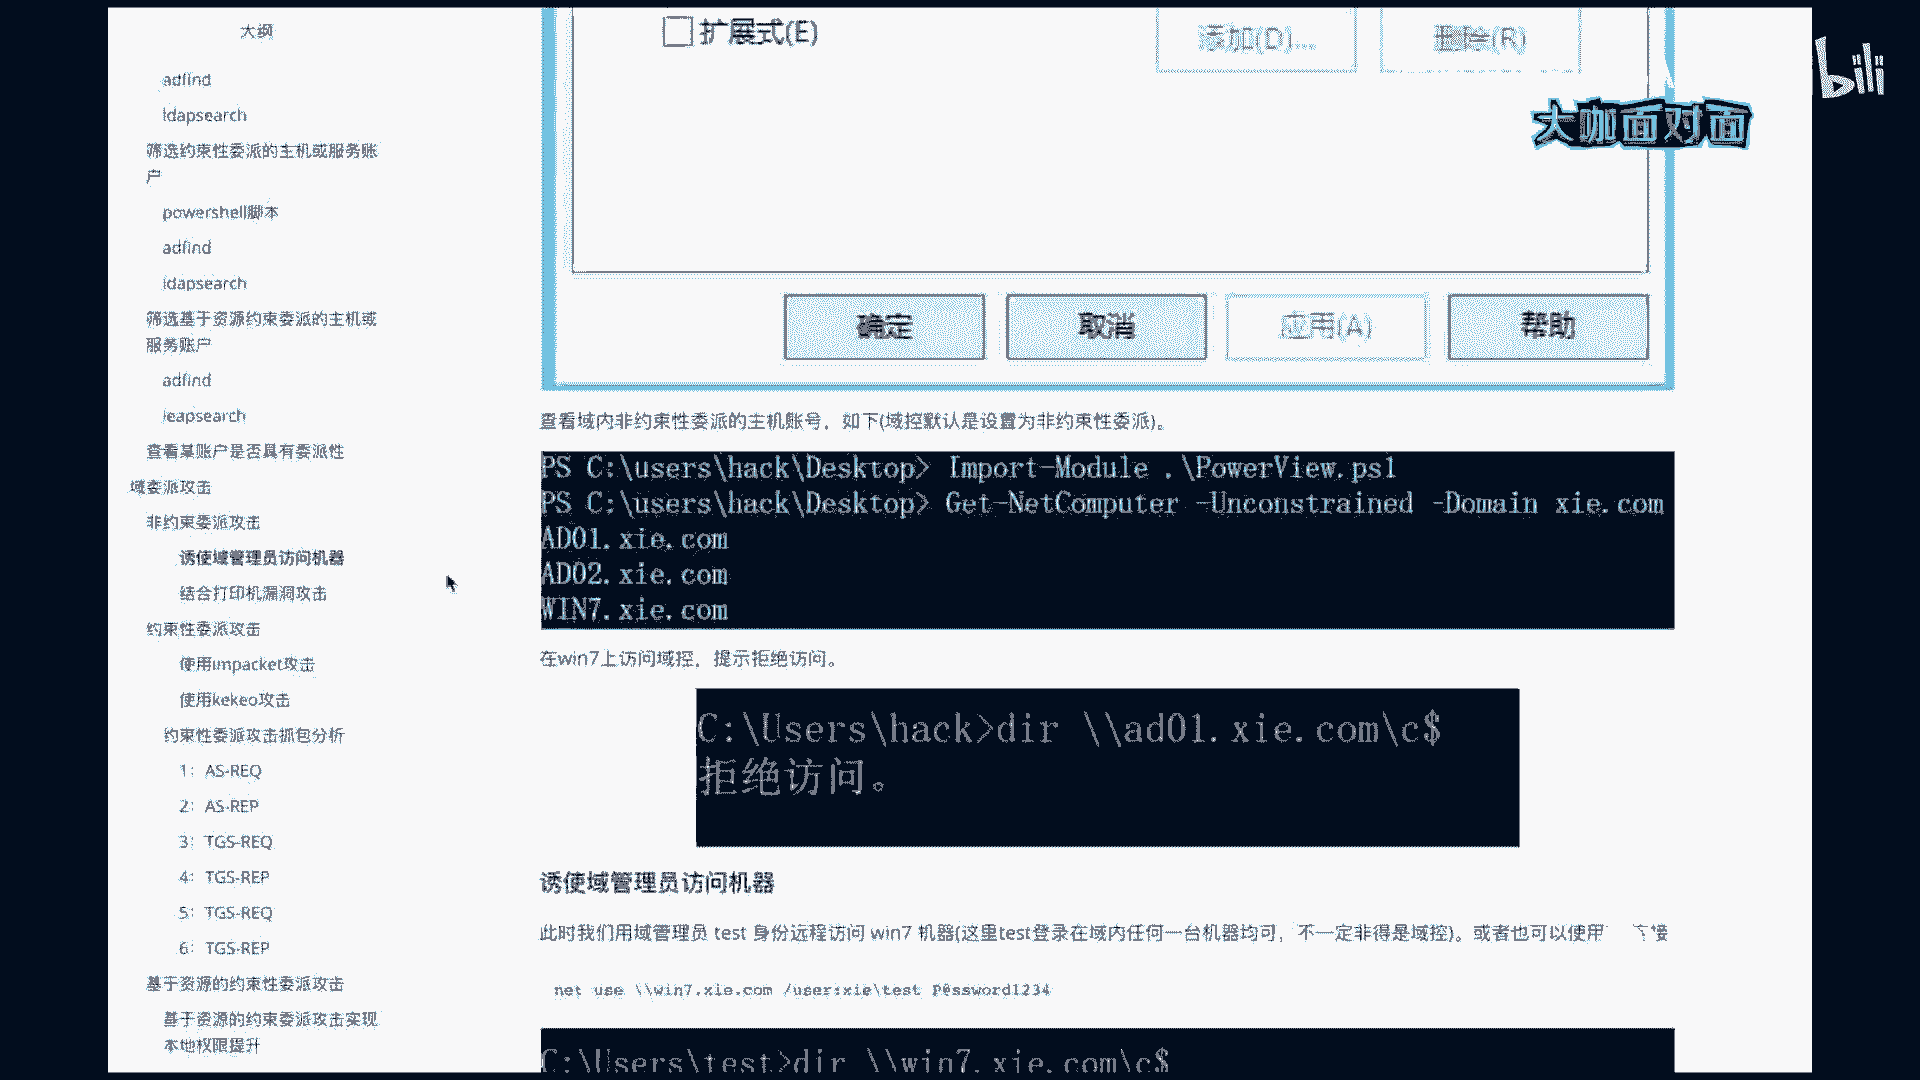 大纲
adfind
ldapsearch
筛选约束性委派的主机或服务账
户
powershell脚本
adfind
ldapsearch
筛选基于资源约束委派的主机或
服务账户
adfind
leapsearch
查看某账户是否具有委派性
域委派攻击
非约束委派攻击
诱使域管理员访问机器
结合打印机漏洞攻击
约束性委派攻击
使用impacket攻击
使用kekeo攻击
约束性委派攻击抓包分析
1：AS-REQ
2：AS-REP
3：TGS-REQ
4：TGS-REP
5：TGS-REQ
6：TGS-REP
基于资源的约束性委派攻击
基于资源的约束委派攻击实现
本地权限提升
扩展式(E)
添加(D)...
删除(R)
bili
大咖面对面
确定
取消
应用(A)
帮助
查看域内非约束性委派的主机账号，如下(域控默认是设置为非约束性委派)。
PS C:\users\hack\Desktop> Import-Module .\PowerView.ps1
PS C:\users\hack\Desktop> Get-NetComputer -Unconstrained -Domain xie.com
AD01.xie.com
AD02.xie.com
WIN7.xie.com
在win7上访问域控，提示拒绝访问。
C:\Users\hack>dir \\ad01.xie.com\c$
拒绝访问。
诱使域管理员访问机器
此时我们用域管理员 test 身份远程访问 win7 机器(这里test登录在域内任何一台机器均可，不一定非得是域控)。或者也可以使用 接
net use \\win7.xie.com /user:xie\test P@ssword1234
C:\Users\test>dir \\win7.xie.com\c$